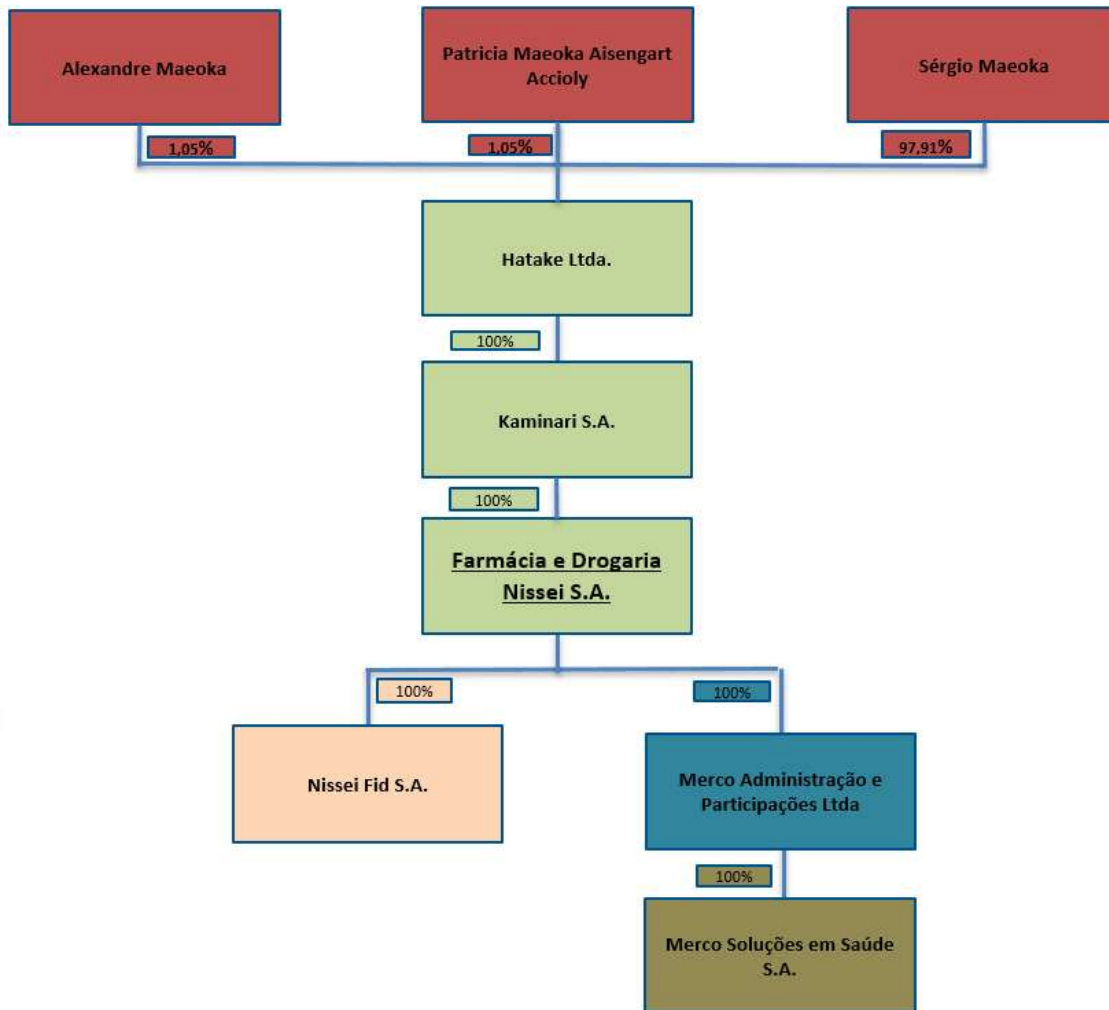 Alexandre Maeoka
Patricia Maeoka Aisengart
Accioly
Sérgio Maeoka
1,05%
1,05%
97,91%
Hatake Ltda.
100%
Kaminari S.A.
100%
Farmácia e Drogaria
Nissei S.A.
100%
100%
Nissei Fid S.A.
Merco Administração e
Participações Ltda
100%
Merco Soluções em Saúde
S.A.